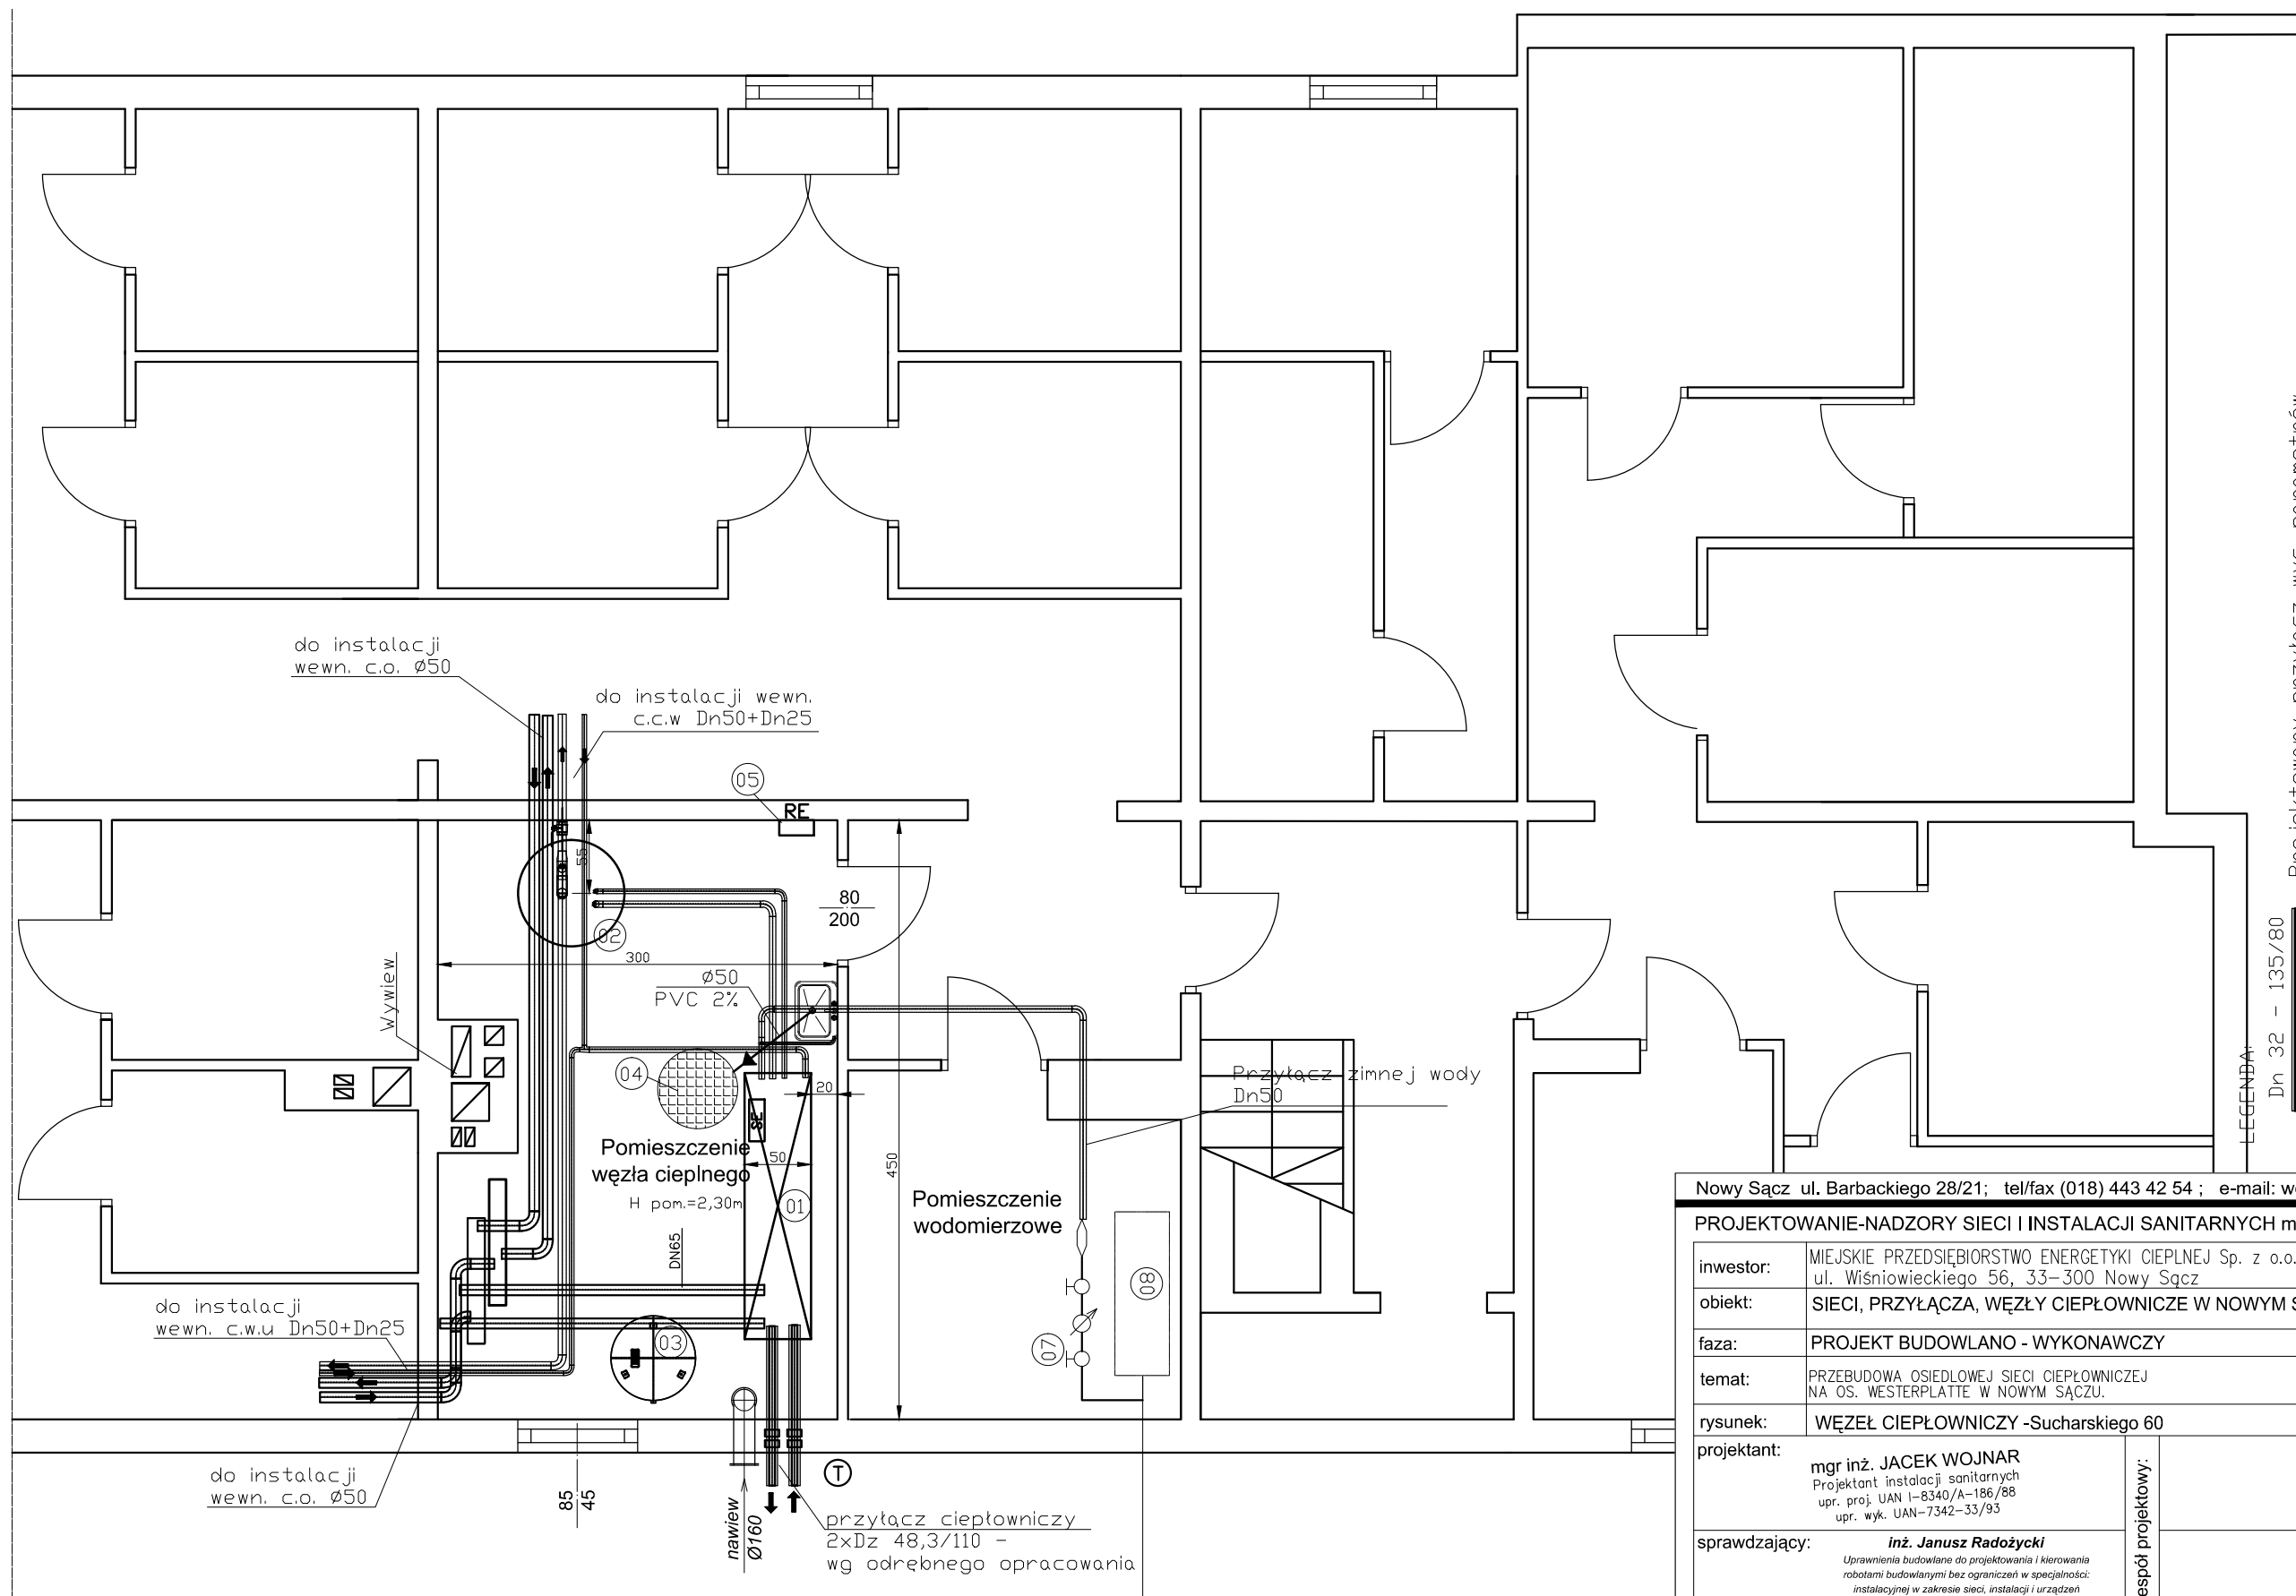 do instalacji
wewn. c.o. Ø50
do instalacji wewn.
c.c.w Dn50+Dn25
05
RE
55
02
80
200
300
Ø50
PVC 2%
Wywiew
04
20
SE
Pomieszczenie
węzła cieplnego
H pom.=2,30m
50
01
450
DN65
03
Przyłącz zimnej wody
Dn50
Pomieszczenie
wodomierzowe
07
08
do instalacji
wewn. c.w.u Dn50+Dn25
do instalacji
wewn. c.o. Ø50
85
45
nawiew
Ø160
T
przyłącz ciepłowniczy
2xDz 48,3/110 -
wg odrębnego opracowania
LEGENDA:
Dn 32 - 135/80
Nowy Sącz ul. Barbackiego 28/21; tel/fax (018) 443 42 54 ; e-mail:
PROJEKTOWANIE-NADZORY SIECI I INSTALACJI SANITARNYCH
inwestor:
MIEJSKIE PRZEDSIĘBIORSTWO ENERGETYKI CIEPLNEJ Sp. z o.o.
ul. Wiśniowieckiego 56, 33-300 Nowy Sącz
obiekt:
SIECI, PRZYŁĄCZA, WĘZŁY CIEPŁOWNICZE W NOWYM
faza:
PROJEKT BUDOWLANO - WYKONAWCZY
temat:
PRZEBUDOWA OSIEDLOWEJ SIECI CIEPŁOWNICZEJ
NA OS. WESTERPLATTE W NOWYM SĄCZU.
rysunek:
WĘZEŁ CIEPŁOWNICZY -Sucharskiego 60
projektant:
mgr inż. JACEK WOJNAR
Projektant instalacji sanitarnych
upr. proj. UAN I-8340/A-186/88
upr. wyk. UAN-7342-33/93
projektowy:
sprawdzający:
inż. Janusz Radożycki
Uprawnienia budowlane do projektowania i kierowania
robotami budowlanymi bez ograniczeń w specjalności:
instalacyjnej w zakresie sieci, instalacji i urządzeń